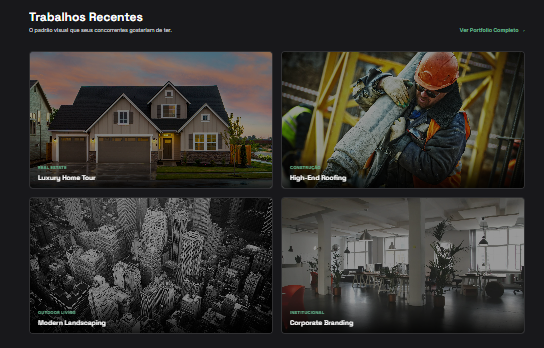 Trabalhos Recentes
O padrão visual que seus concorrentes gostariam de ter.
Ver Portfolio Completo →
REAL ESTATE
Luxury Home Tour
CONSTRUÇÃO
High-End Roofing
OUTDOOR LIVING
Modern Landscaping
INSTITUCIONAL
Corporate Branding